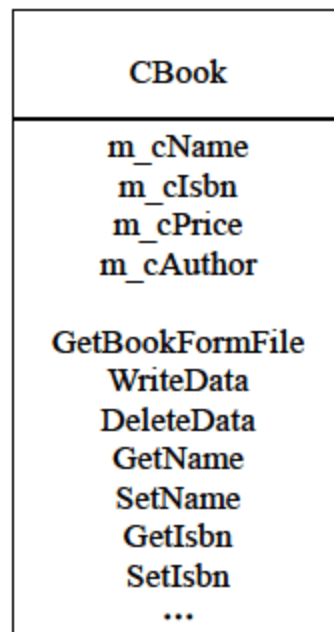 CBook
m_cName
m_cIsbn
m_cPrice
m_cAuthor
GetBookFormFile
WriteData
DeleteData
GetName
SetName
GetIsbn
SetIsbn
...